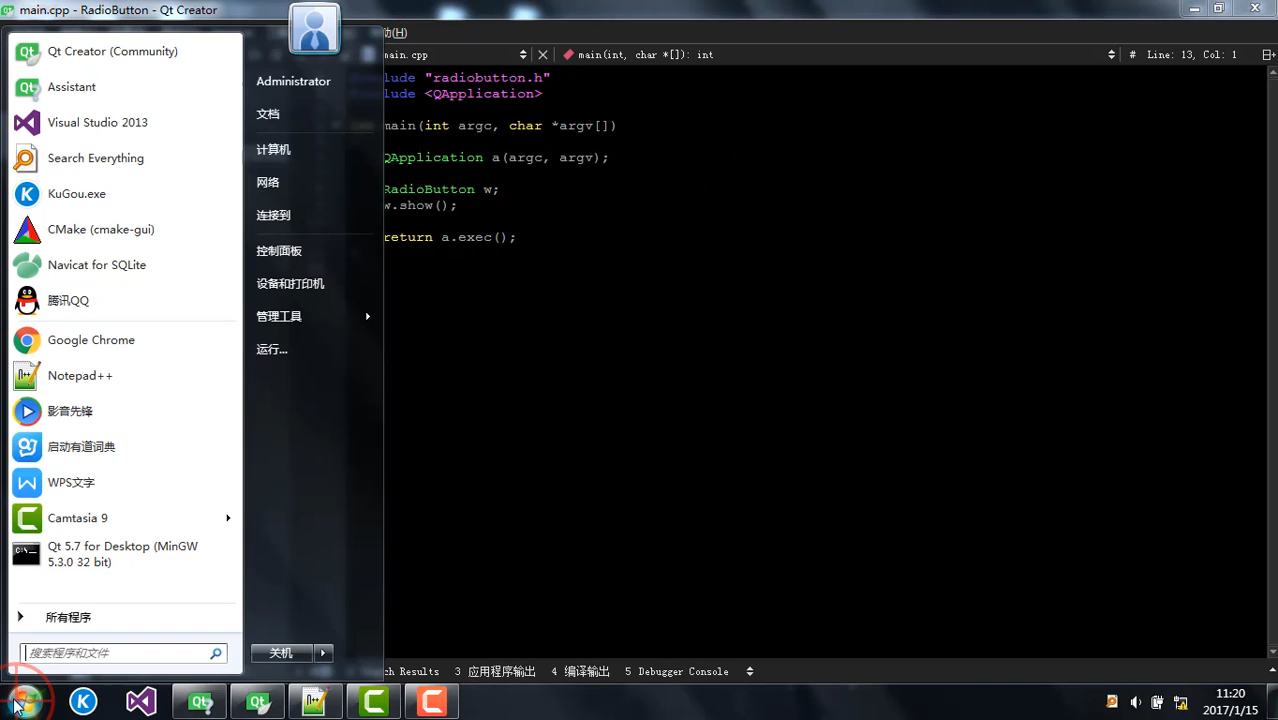 main.cpp - RadioButton - Qt Creator
Qt Creator (Community)
Assistant
Visual Studio 2013
Search Everything
KuGou.exe
CMake (cmake-gui)
Navicat for SQLite
腾讯QQ
Google Chrome
Notepad++
影音先锋
启动有道词典
WPS文字
Camtasia 9
Qt 5.7 for Desktop (MinGW
5.3.0 32 bit)
所有程序
搜索程序和文件
Administrator
文档
计算机
网络
连接到
控制面板
设备和打印机
管理工具
运行...
关机
助(H)
main.cpp
main(int, char *[]): int
# Line: 13, Col: 1
lude "radiobutton.h"
lude <QApplication>
main(int argc, char *argv[])
QApplication a(argc, argv);
RadioButton w;
w.show();
return a.exec();
rch Results 3 应用程序输出 4 编译输出 5 Debugger Console
11:20
2017/1/15